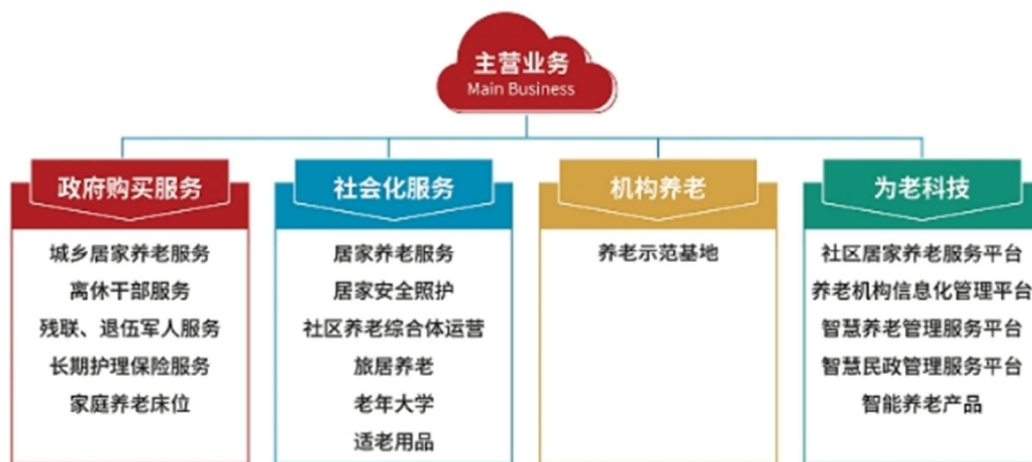 主营业务
Main Business
政府购买服务
城乡居家养老服务
离休干部服务
残联、退伍军人服务
长期护理保险服务
家庭养老床位
社会化服务
居家养老服务
居家安全照护
社区养老综合体运营
旅居养老
老年大学
适老用品
机构养老
养老示范基地
为老科技
社区居家养老服务平台
养老机构信息化管理平台
智慧养老管理服务平台
智慧民政管理服务平台
智能养老产品